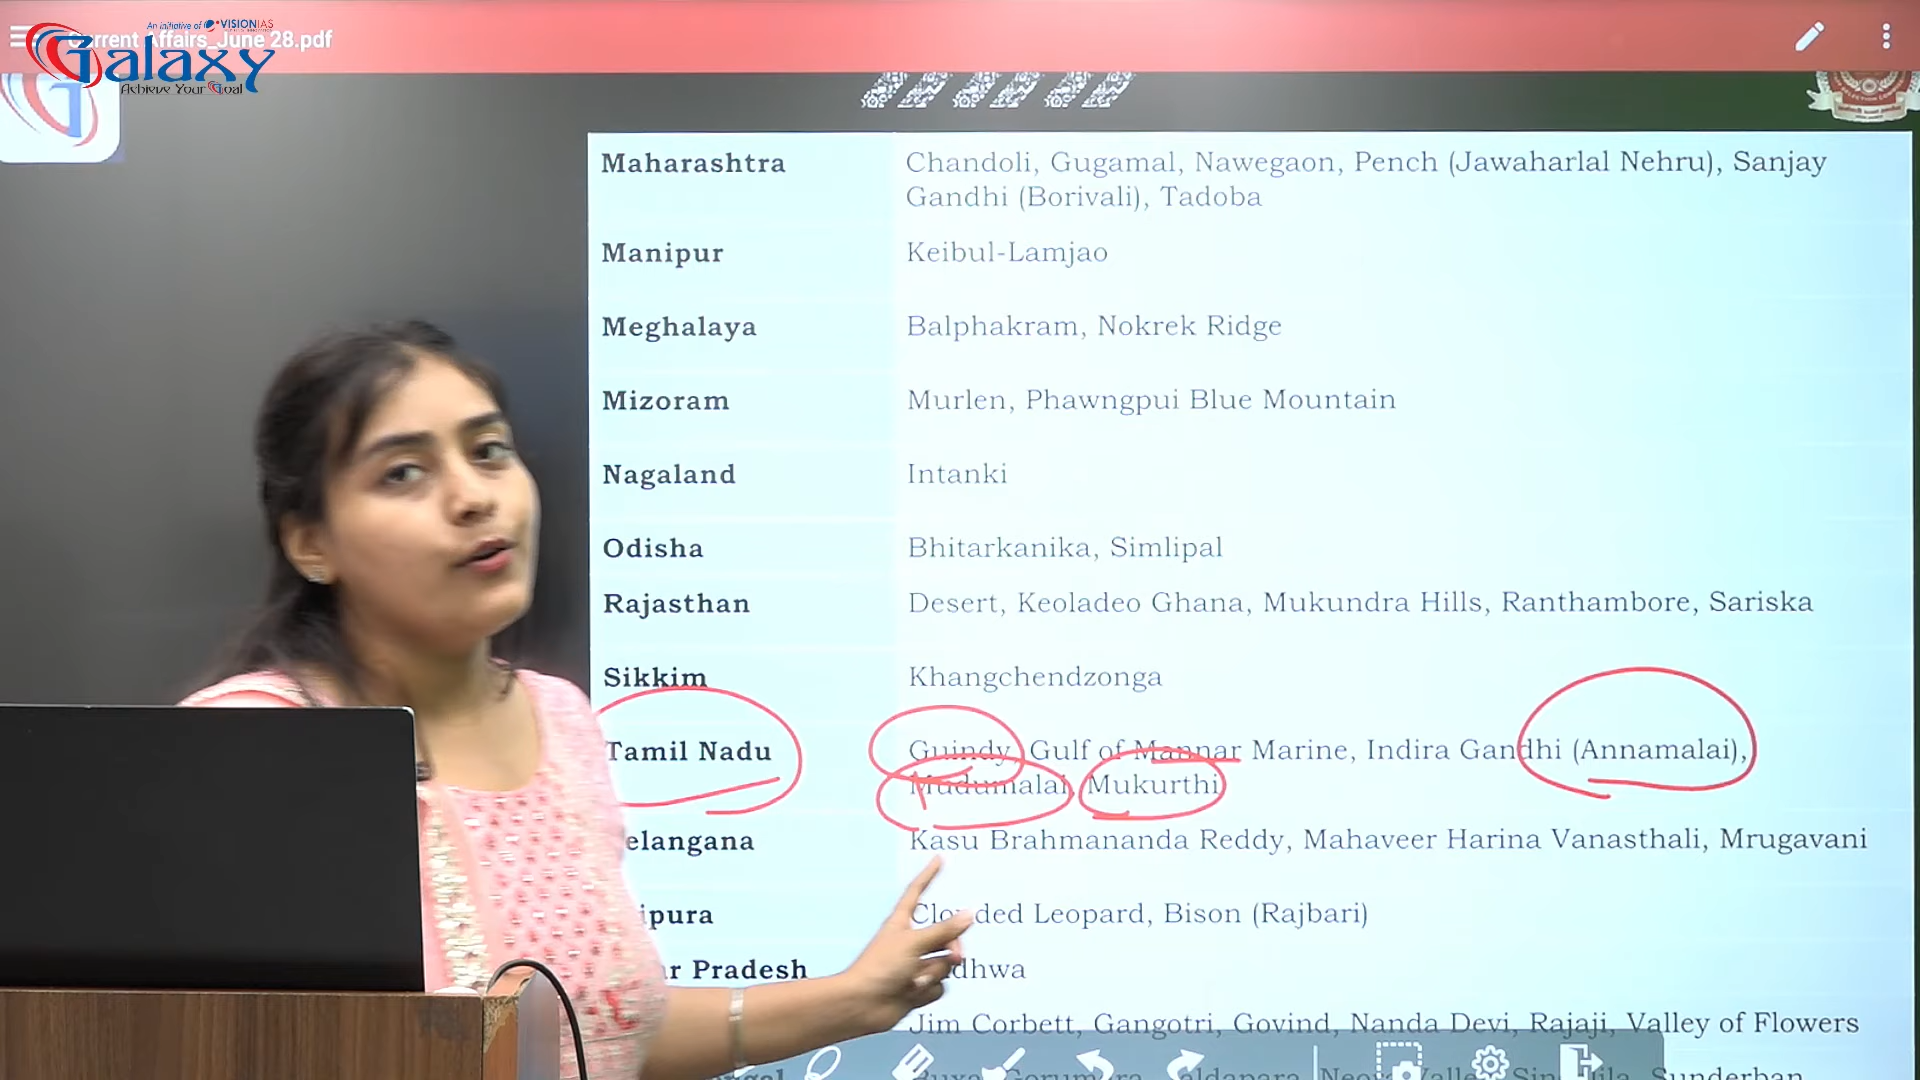 An initiative of VISIONIAS
Current Affairs_June 28.pdf
Galaxy
Achieve Your Goal
Maharashtra
Chandoli, Gugamal, Nawegaon, Pench (Jawaharlal Nehru), Sanjay
Gandhi (Borivali), Tadoba
Manipur
Keibul-Lamjao
Meghalaya
Balphakram, Nokrek Ridge
Mizoram
Murlen, Phawngpui Blue Mountain
Nagaland
Intanki
Odisha
Bhitarkanika, Simlipal
Rajasthan
Desert, Keoladeo Ghana, Mukundra Hills, Ranthambore, Sariska
Sikkim
Khangchendzonga
Tamil Nadu
Guindy, Gulf of Mannar Marine, Indira Gandhi (Annamalai),
Mudumalai, Mukurthi
elangana
Kasu Brahmananda Reddy, Mahaveer Harina Vanasthali, Mrugavani
ipura
Clouded Leopard, Bison (Rajbari)
r Pradesh
dhwa
Jim Corbett, Gangotri, Govind, Nanda Devi, Rajaji, Valley of Flowers
Sunderban